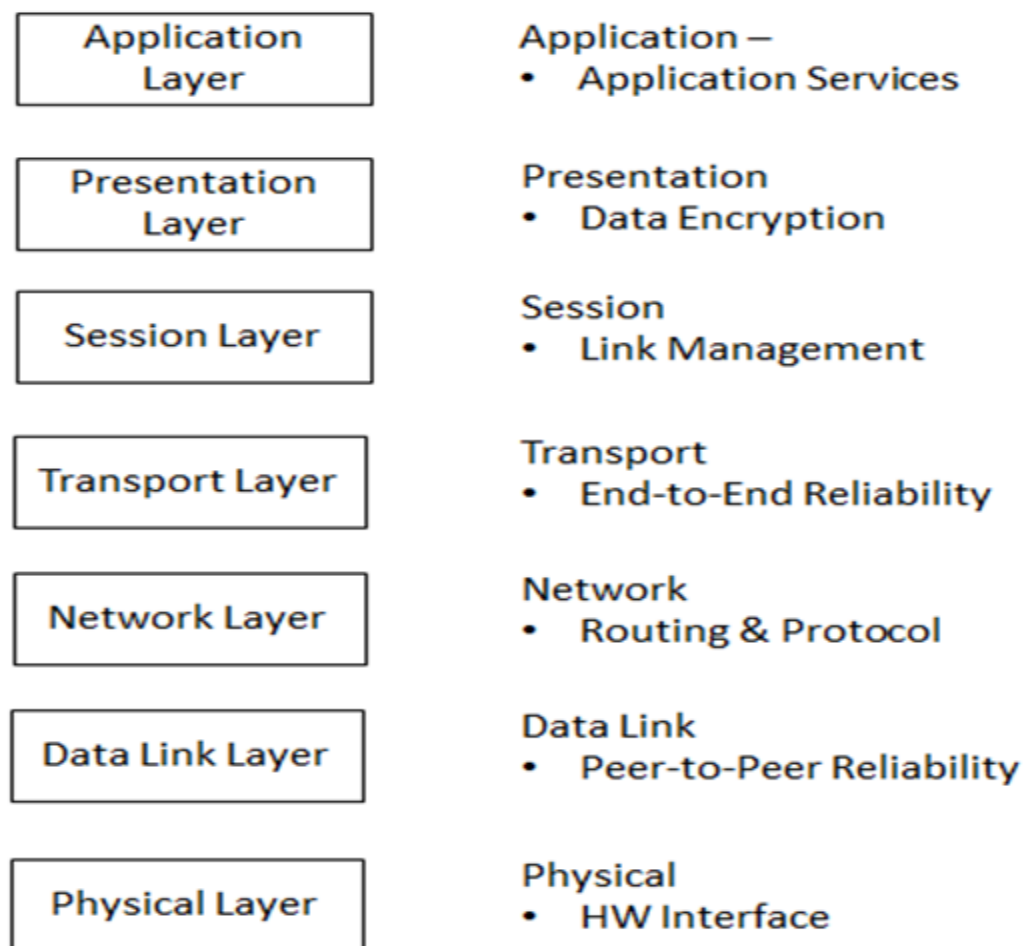 Application
Layer
Application –
• Application Services
Presentation
Layer
Presentation
• Data Encryption
Session Layer
Session
• Link Management
Transport Layer
Transport
• End-to-End Reliability
Network Layer
Network
• Routing & Protocol
Data Link Layer
Data Link
• Peer-to-Peer Reliability
Physical Layer
Physical
• HW Interface